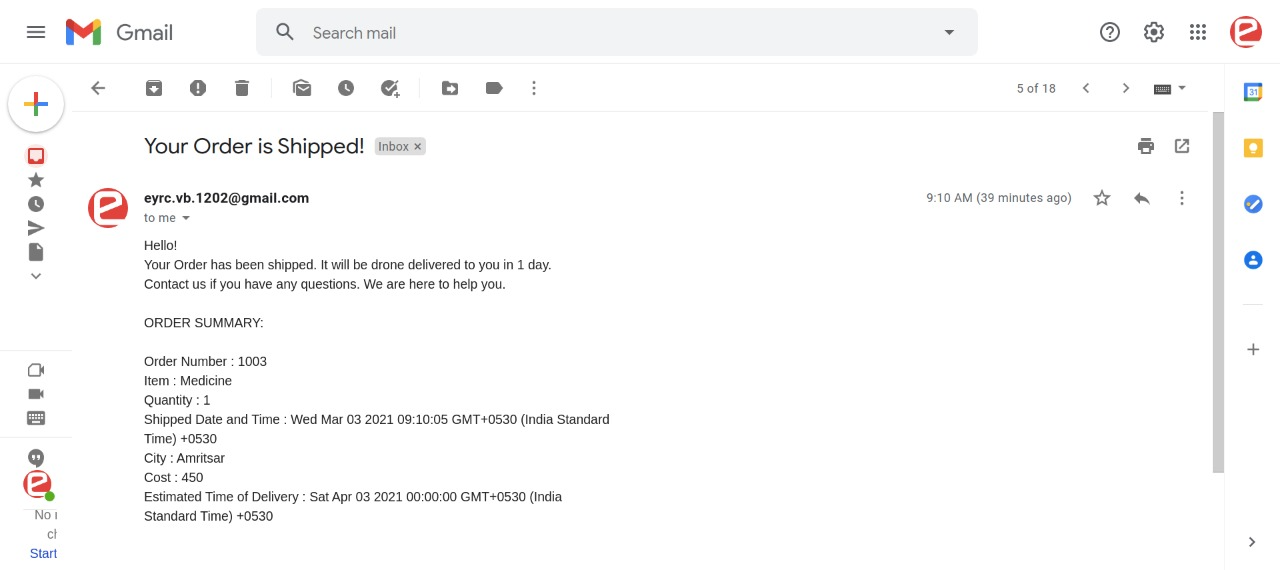 Gmail
Search mail
5 of 18
Your Order is Shipped!
Inbox ×
eyrc.vb.1202@gmail.com
9:10 AM (39 minutes ago)
to me
31
Hello!
Your Order has been shipped. It will be drone delivered to you in 1 day.
Contact us if you have any questions. We are here to help you.
ORDER SUMMARY:
Order Number : 1003
Item : Medicine
Quantity : 1
Shipped Date and Time : Wed Mar 03 2021 09:10:05 GMT+0530 (India Standard
Time) +0530
City : Amritsar
Cost : 450
Estimated Time of Delivery : Sat Apr 03 2021 00:00:00 GMT+0530 (India
Standard Time) +0530
No
Start